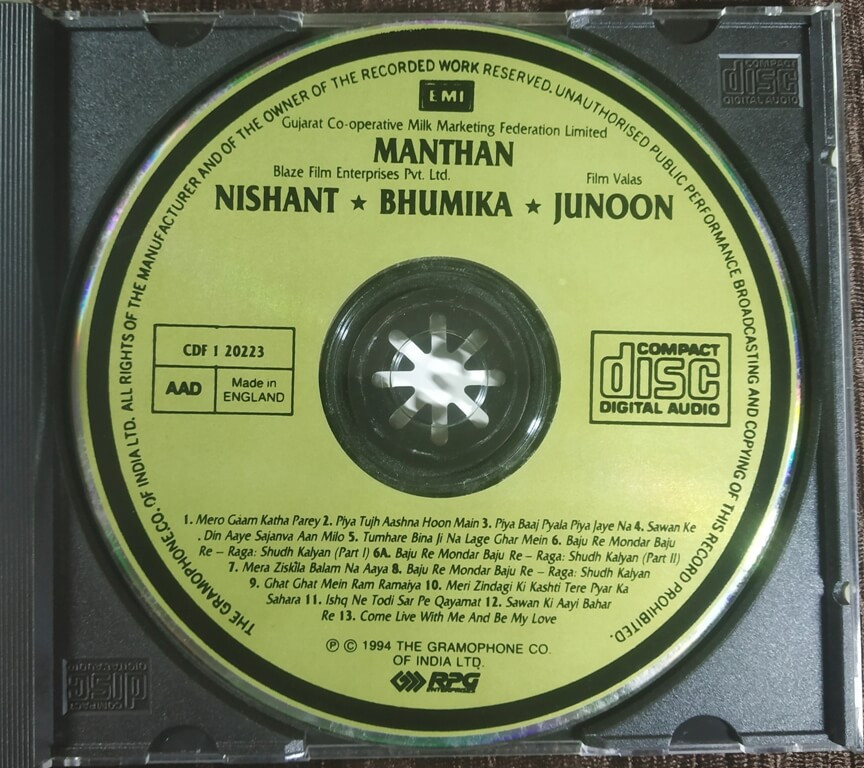 THE GRAMOPHONE CO. OF INDIA LTD. ALL RIGHTS OF THE MANUFACTURER AND OF THE OWNER OF THE RECORDED WORK RESERVED. UNAUTHORISED PUBLIC PERFORMANCE BROADCASTING AND COPYING OF THIS RECORD PROHIBITED.
COMPACT
disc
DIGITAL AUDIO
EMI
Gujarat Co-operative Milk Marketing Federation Limited
MANTHAN
Blaze Film Enterprises Pvt. Ltd. Film Valas
NISHANT ★ BHUMIKA ★ JUNOON
CDF 1 20223
AAD Made in
ENGLAND
COMPACT
disc
DIGITAL AUDIO
1. Mero Gaam Katha Parey 2. Piya Tujh Aashna Hoon Main 3. Piya Baaj Pyala Piya Jaye Na 4. Sawan Ke
. Din Aaye Sajanva Aan Milo 5. Tumhare Bina Ji Na Lage Ghar Mein 6. Baju Re Mondar Baju
Re – Raga: Shudh Kalyan (Part I) 6A. Baju Re Mondar Baju Re – Raga: Shudh Kalyan (Part II)
7. Mera Ziskila Balam Na Aaya 8. Baju Re Mondar Baju Re – Raga: Shudh Kalyan
9. Ghat Ghat Mein Ram Ramaiya 10. Meri Zindagi Ki Kashti Tere Pyar Ka
Sahara 11. Ishq Ne Todi Sar Pe Qayamat 12. Sawan Ki Aayi Bahar
Re 13. Come Live With Me And Be My Love
℗ © 1994 THE GRAMOPHONE CO.
OF INDIA LTD.
RPG
ENTERPRISES
COMPACT
disc
DIGITAL AUDIO